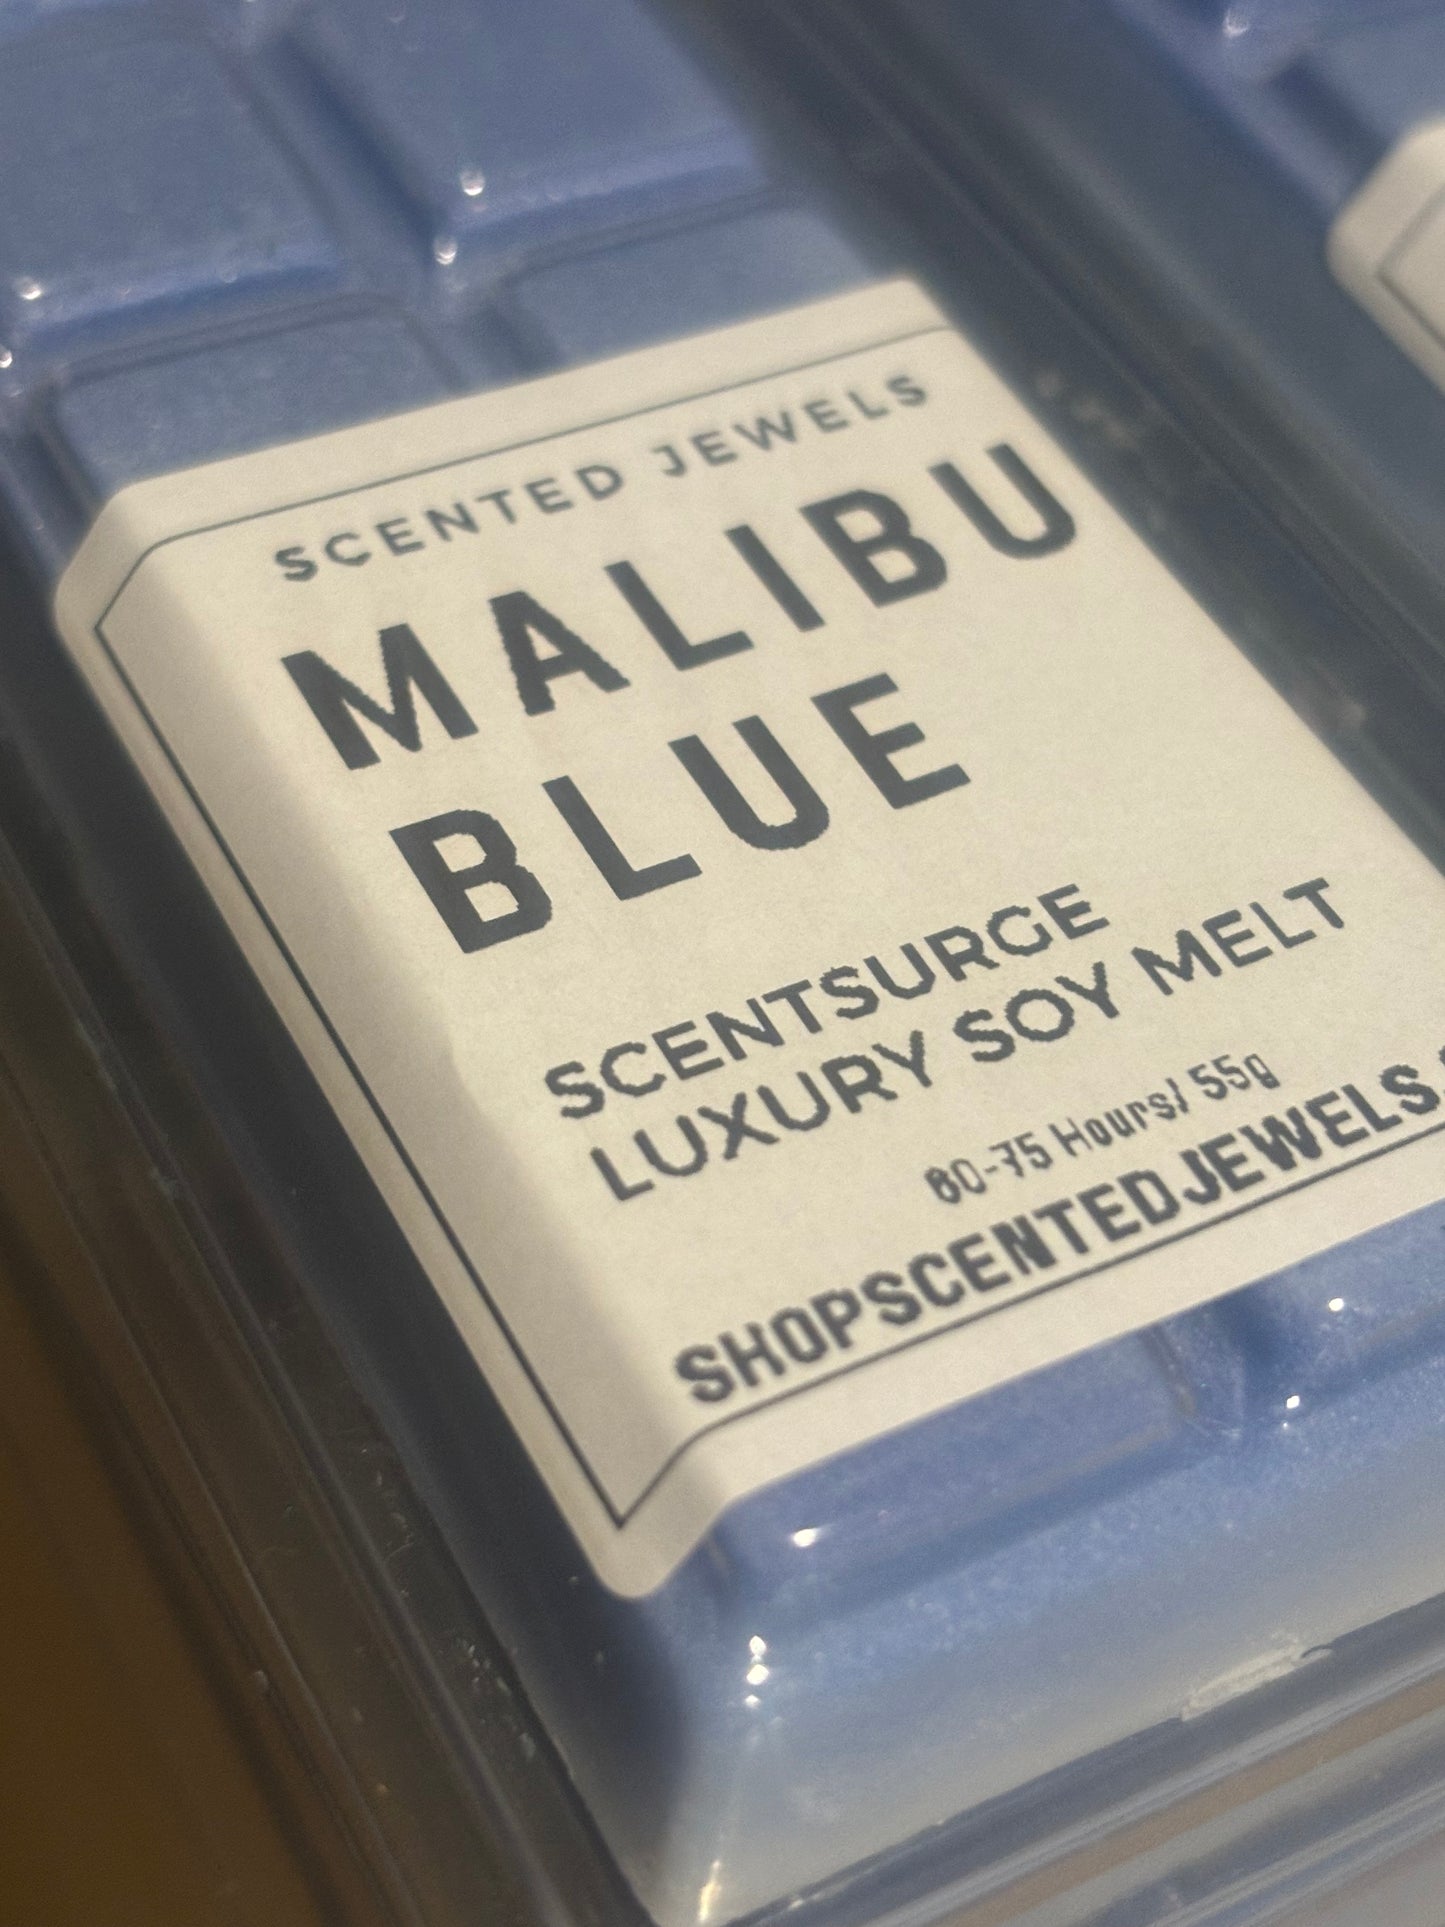 SCENTED JEWELS
MALIBU
BLUE
SCENTSURGE
LUXURY SOY MELT
60-75 Hours/ 55g
SHOPSCENTEDJEWELS.